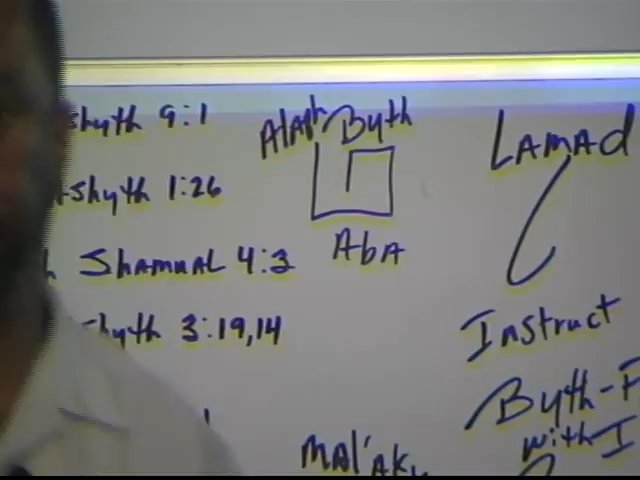 shyth 9:1
shyth 1:26
Shamual 4:3
shyth 3:19,14
Alaph Byth
AbA
LAMAd
Instruct
Byth-F
with-I
MAl'Aku